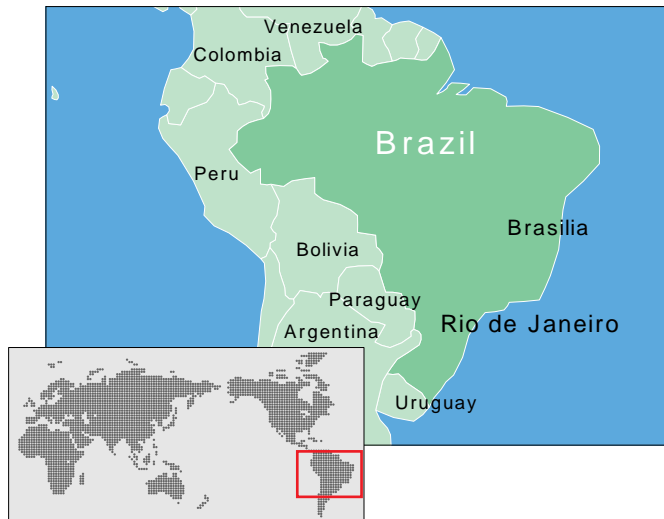 Venezuela
Colombia
Brazil
Peru
Brasilia
Bolivia
Paraguay
Rio de Janeiro
Argentina
Uruguay